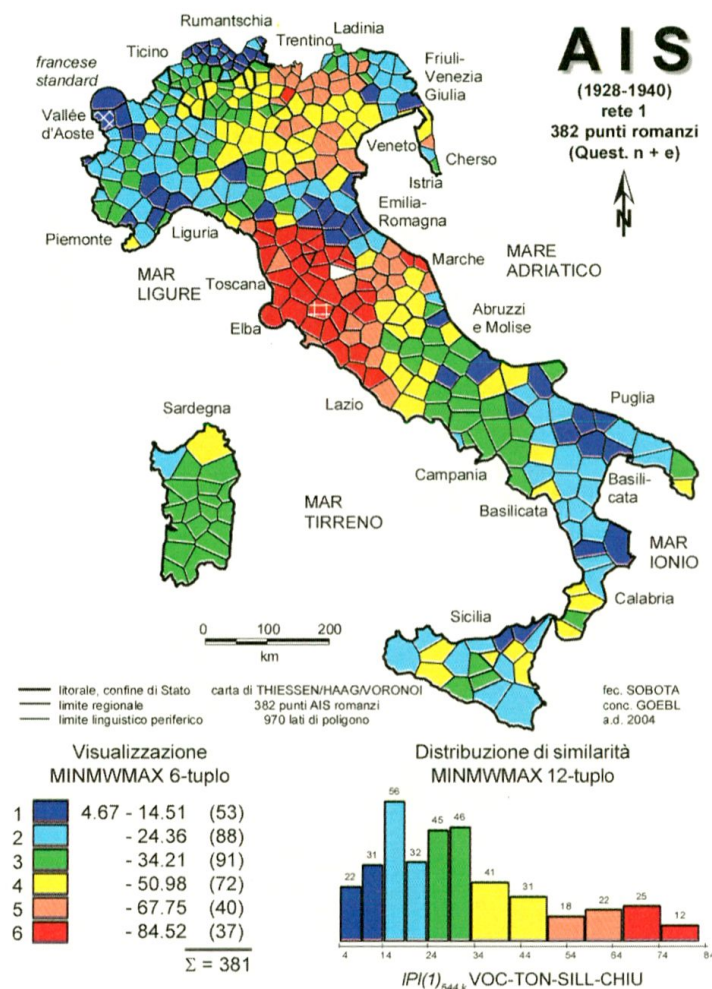 AIS
(1928-1940)
rete 1
382 punti romanzi
(Quest. n + e)
N
Rumantschia
Ladinia
Ticino
Trentino
francese
standard
Friuli-
Venezia
Giulia
Vallée
d'Aoste
Veneto
Cherso
Istria
Emilia-
Romagna
Piemonte
Liguria
Marche
MARE
ADRIATICO
MAR
LIGURE
Toscana
Elba
Abruzzi
e Molise
Lazio
Puglia
Sardegna
Campania
Basili-
cata
Basilicata
MAR
TIRRENO
MAR
IONIO
Calabria
Sicilia
0 100 200
km
litorale, confine di Stato
limite regionale
limite linguistico periferico
carta di THIESSEN/HAAG/VORONOI
382 punti AIS romanzi
970 lati di poligono
fec. SOBOTA
conc. GOEBL
a.d. 2004
Visualizzazione
MINMWMAX 6-tuplo
1 4.67 - 14.51 (53)
2 - 24.36 (88)
3 - 34.21 (91)
4 - 50.98 (72)
5 - 67.75 (40)
6 - 84.52 (37)
Σ = 381
Distribuzione di similarità
MINMWMAX 12-tuplo
22 31 56 32 45 46 41 31 18 22 25 12
4 14 24 34 44 54 64 74 84
IPI(1)544,k VOC-TON-SILL-CHIU